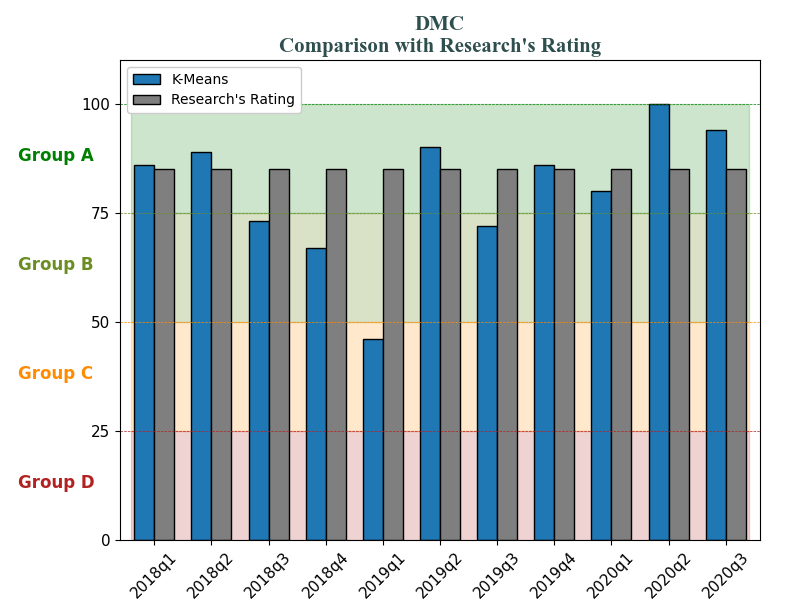 DMC
Comparison with Research's Rating
K-Means
Research's Rating
100
Group A
75
Group B
50
Group C
25
Group D
0
2018q1 2018q2 2018q3 2018q4 2019q1 2019q2 2019q3 2019q4 2020q1 2020q2 2020q3